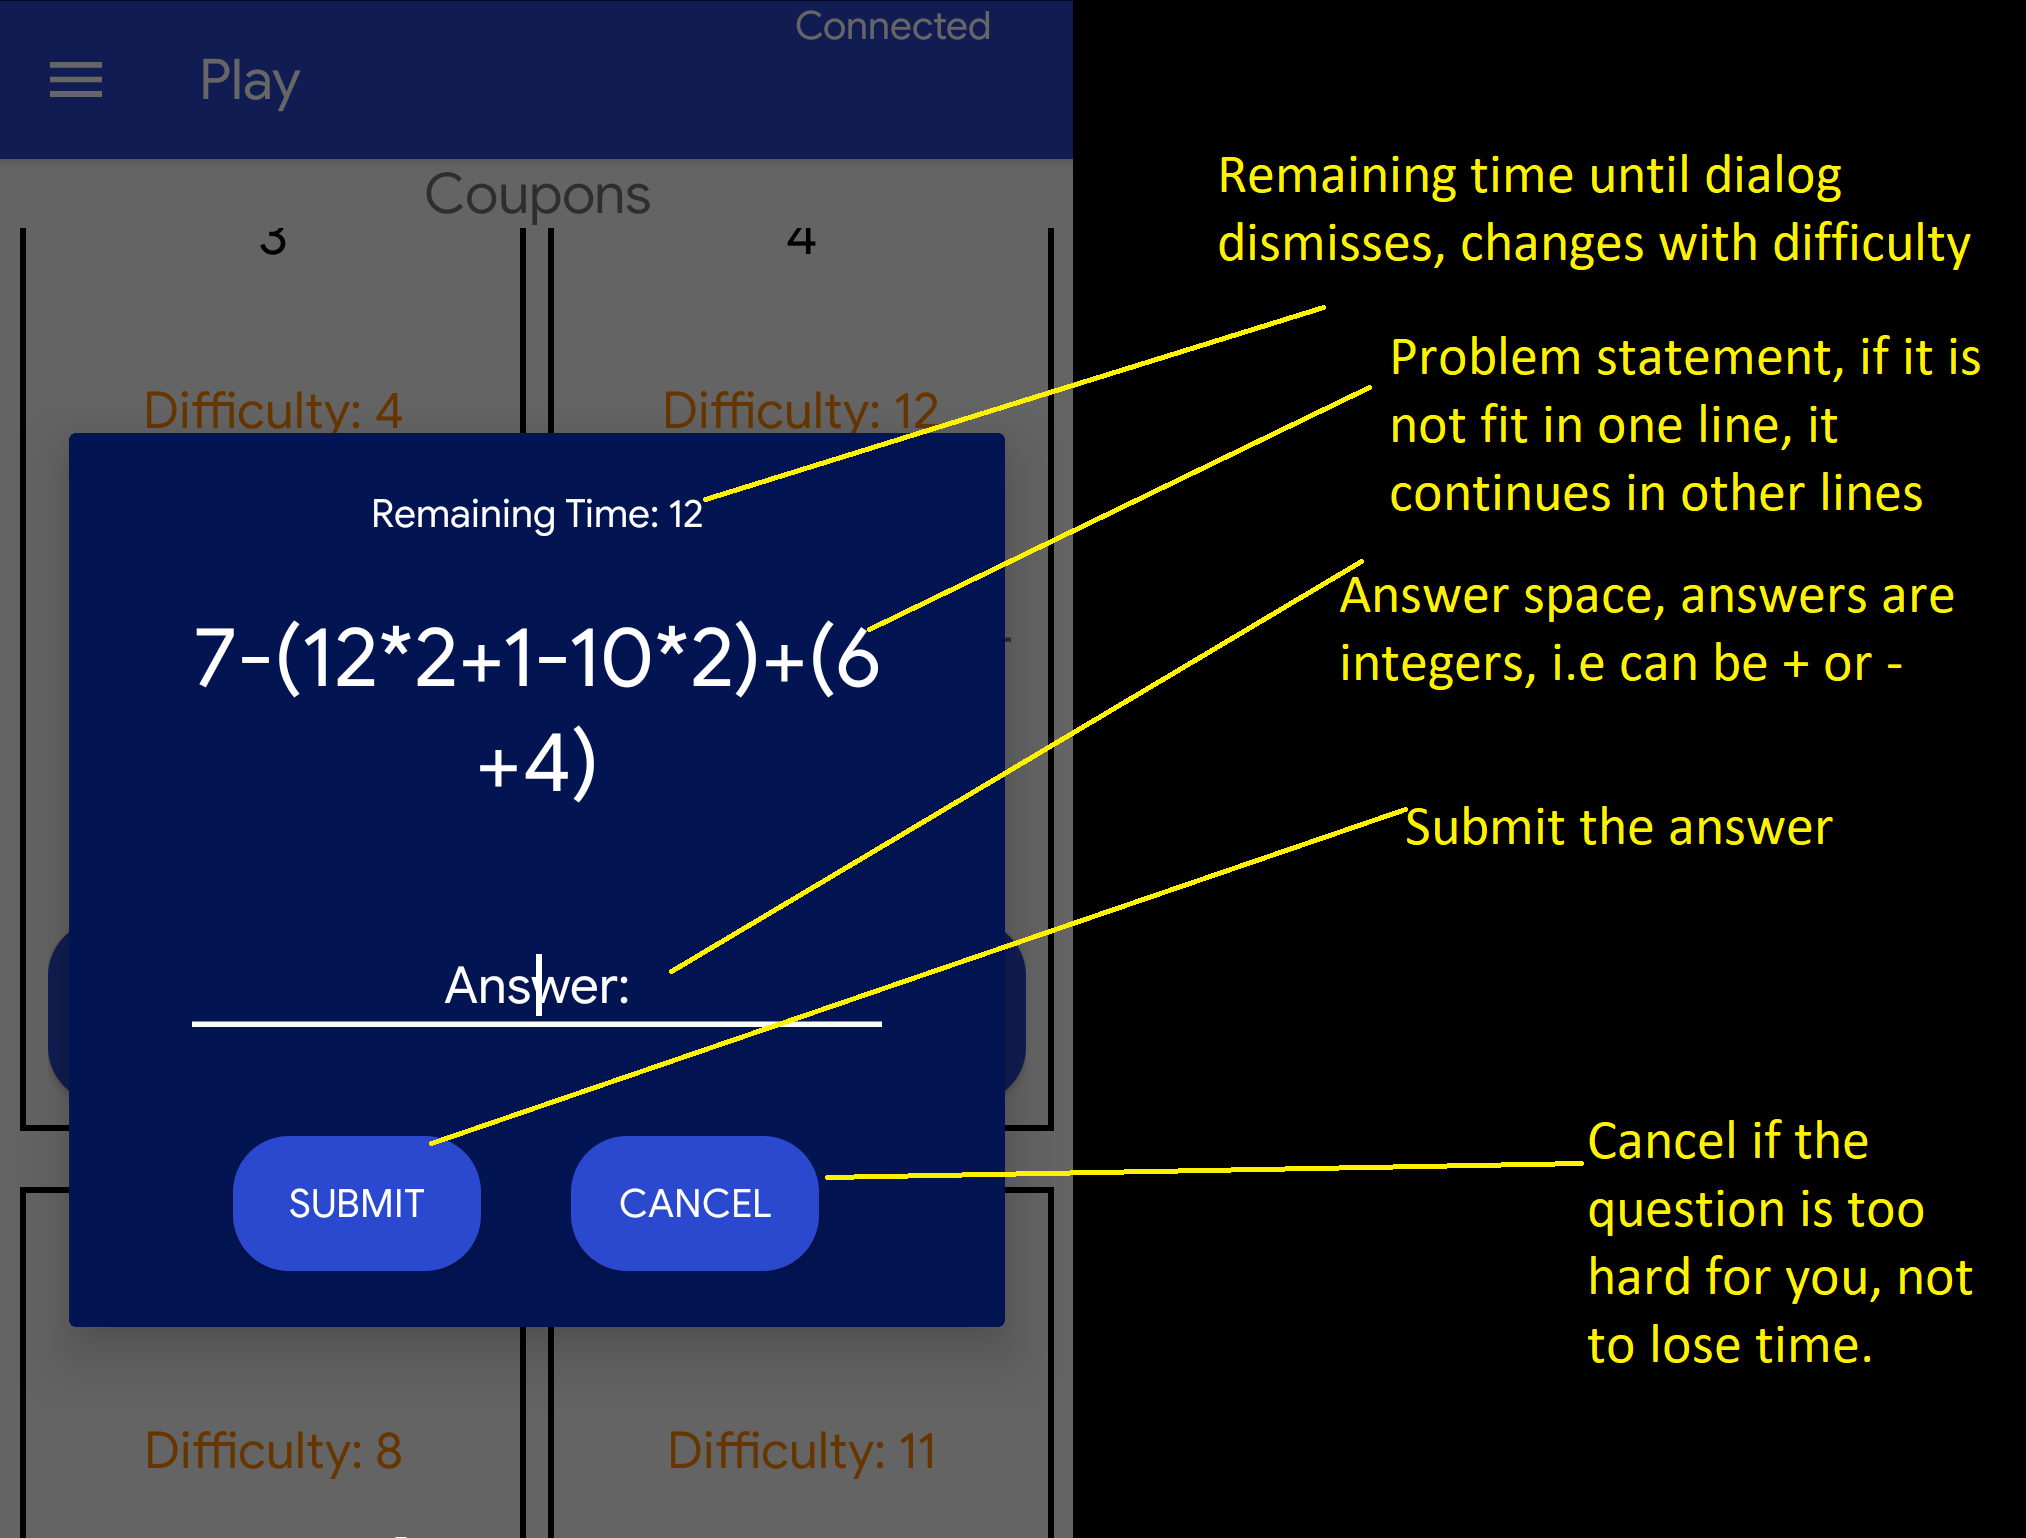 Connected
Play
Coupons
3
4
Difficulty: 4
Difficulty: 12
Remaining Time: 12
7-(12*2+1-10*2)+(6
+4)
Answer:
SUBMIT
CANCEL
Difficulty: 8
Difficulty: 11
Remaining time until dialog
dismisses, changes with difficulty
Problem statement, if it is
not fit in one line, it
continues in other lines
Answer space, answers are
integers, i.e can be + or -
Submit the answer
Cancel if the
question is too
hard for you, not
to lose time.